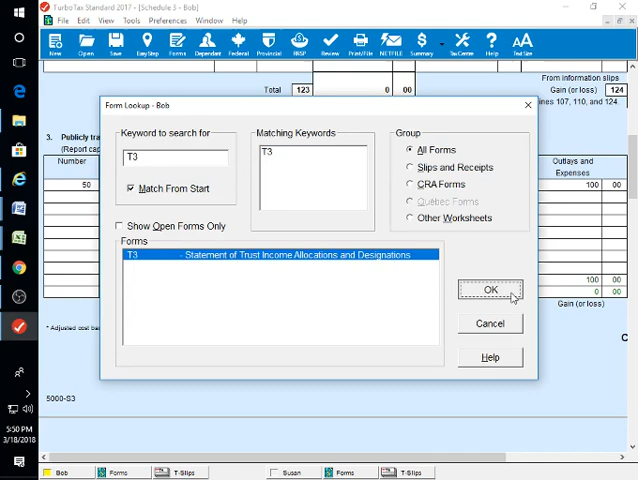 TurboTax Standard 2017 - [Schedule 3 - Bob]
File Edit View Tools Preferences Window Help
New Open Save EasyStep Forms Dependant Federal Provincial RRSP Review Print/File NETFILE Summary Tax Centre Help Text Size
From information slips
Total 123 0 00 Gain (or loss) 124
nes 107, 110, and 124.
Form Lookup - Bob
Keyword to search for
T3
Match From Start
Matching Keywords
T3
Group
All Forms
Slips and Receipts
CRA Forms
Québec Forms
Other Worksheets
Show Open Forms Only
Forms
T3 - Statement of Trust Income Allocations and Designations
OK
Cancel
Help
3. Publicly tra
(Report cap
Number
50
Outlays and
Expenses
100 00
100 00
0 00
Gain (or loss)
* Adjusted cost ba
C
5000-S3
5:50 PM
3/18/2018
Bob Forms T-Slips Susan Forms T-Slips